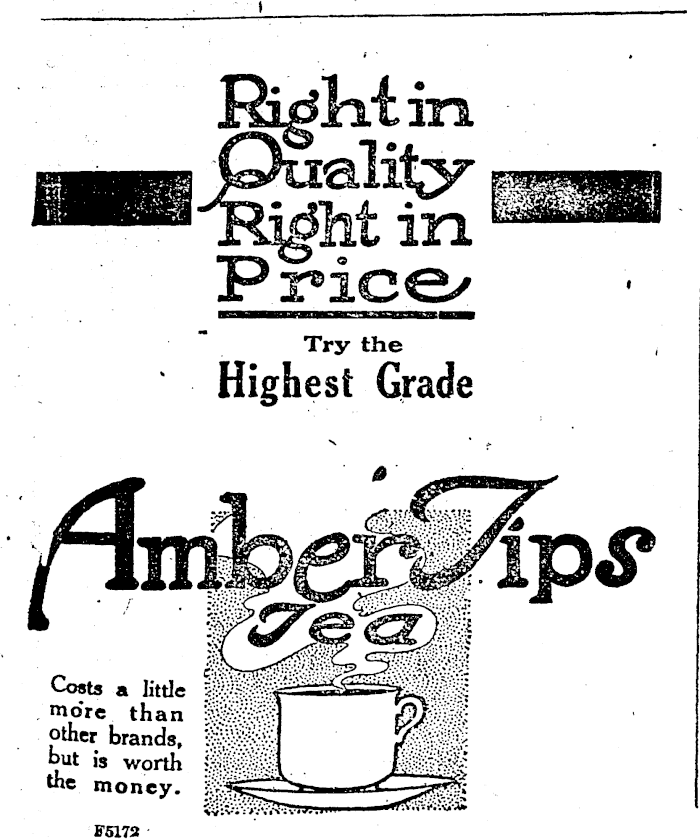 Right in
Quality
Right in
Price
Try the
Highest Grade
Amber Tips
Tea
Costs a little
more than
other brands,
but is worth
the money.
F5172